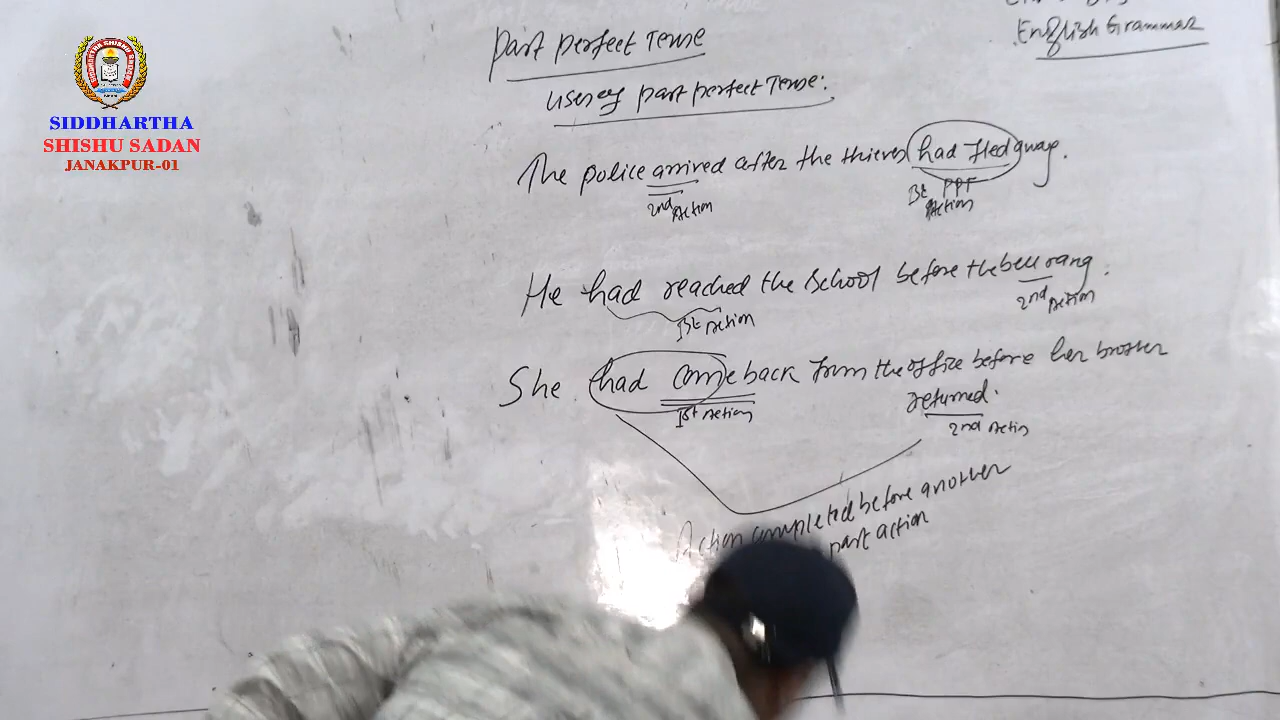 English Grammar
Past perfect Tense
uses of past perfect Tense:
The police arrived after the thieves had fled away.
2nd Action
1st PPT
Action
He had reached the school before the bell rang.
1st Action
2nd Action
She had come back from the office before her brother
returned.
1st Action
2nd Action
Action completed before another
past action
SIDDHARTHA
SHISHU SADAN
JANAKPUR-01